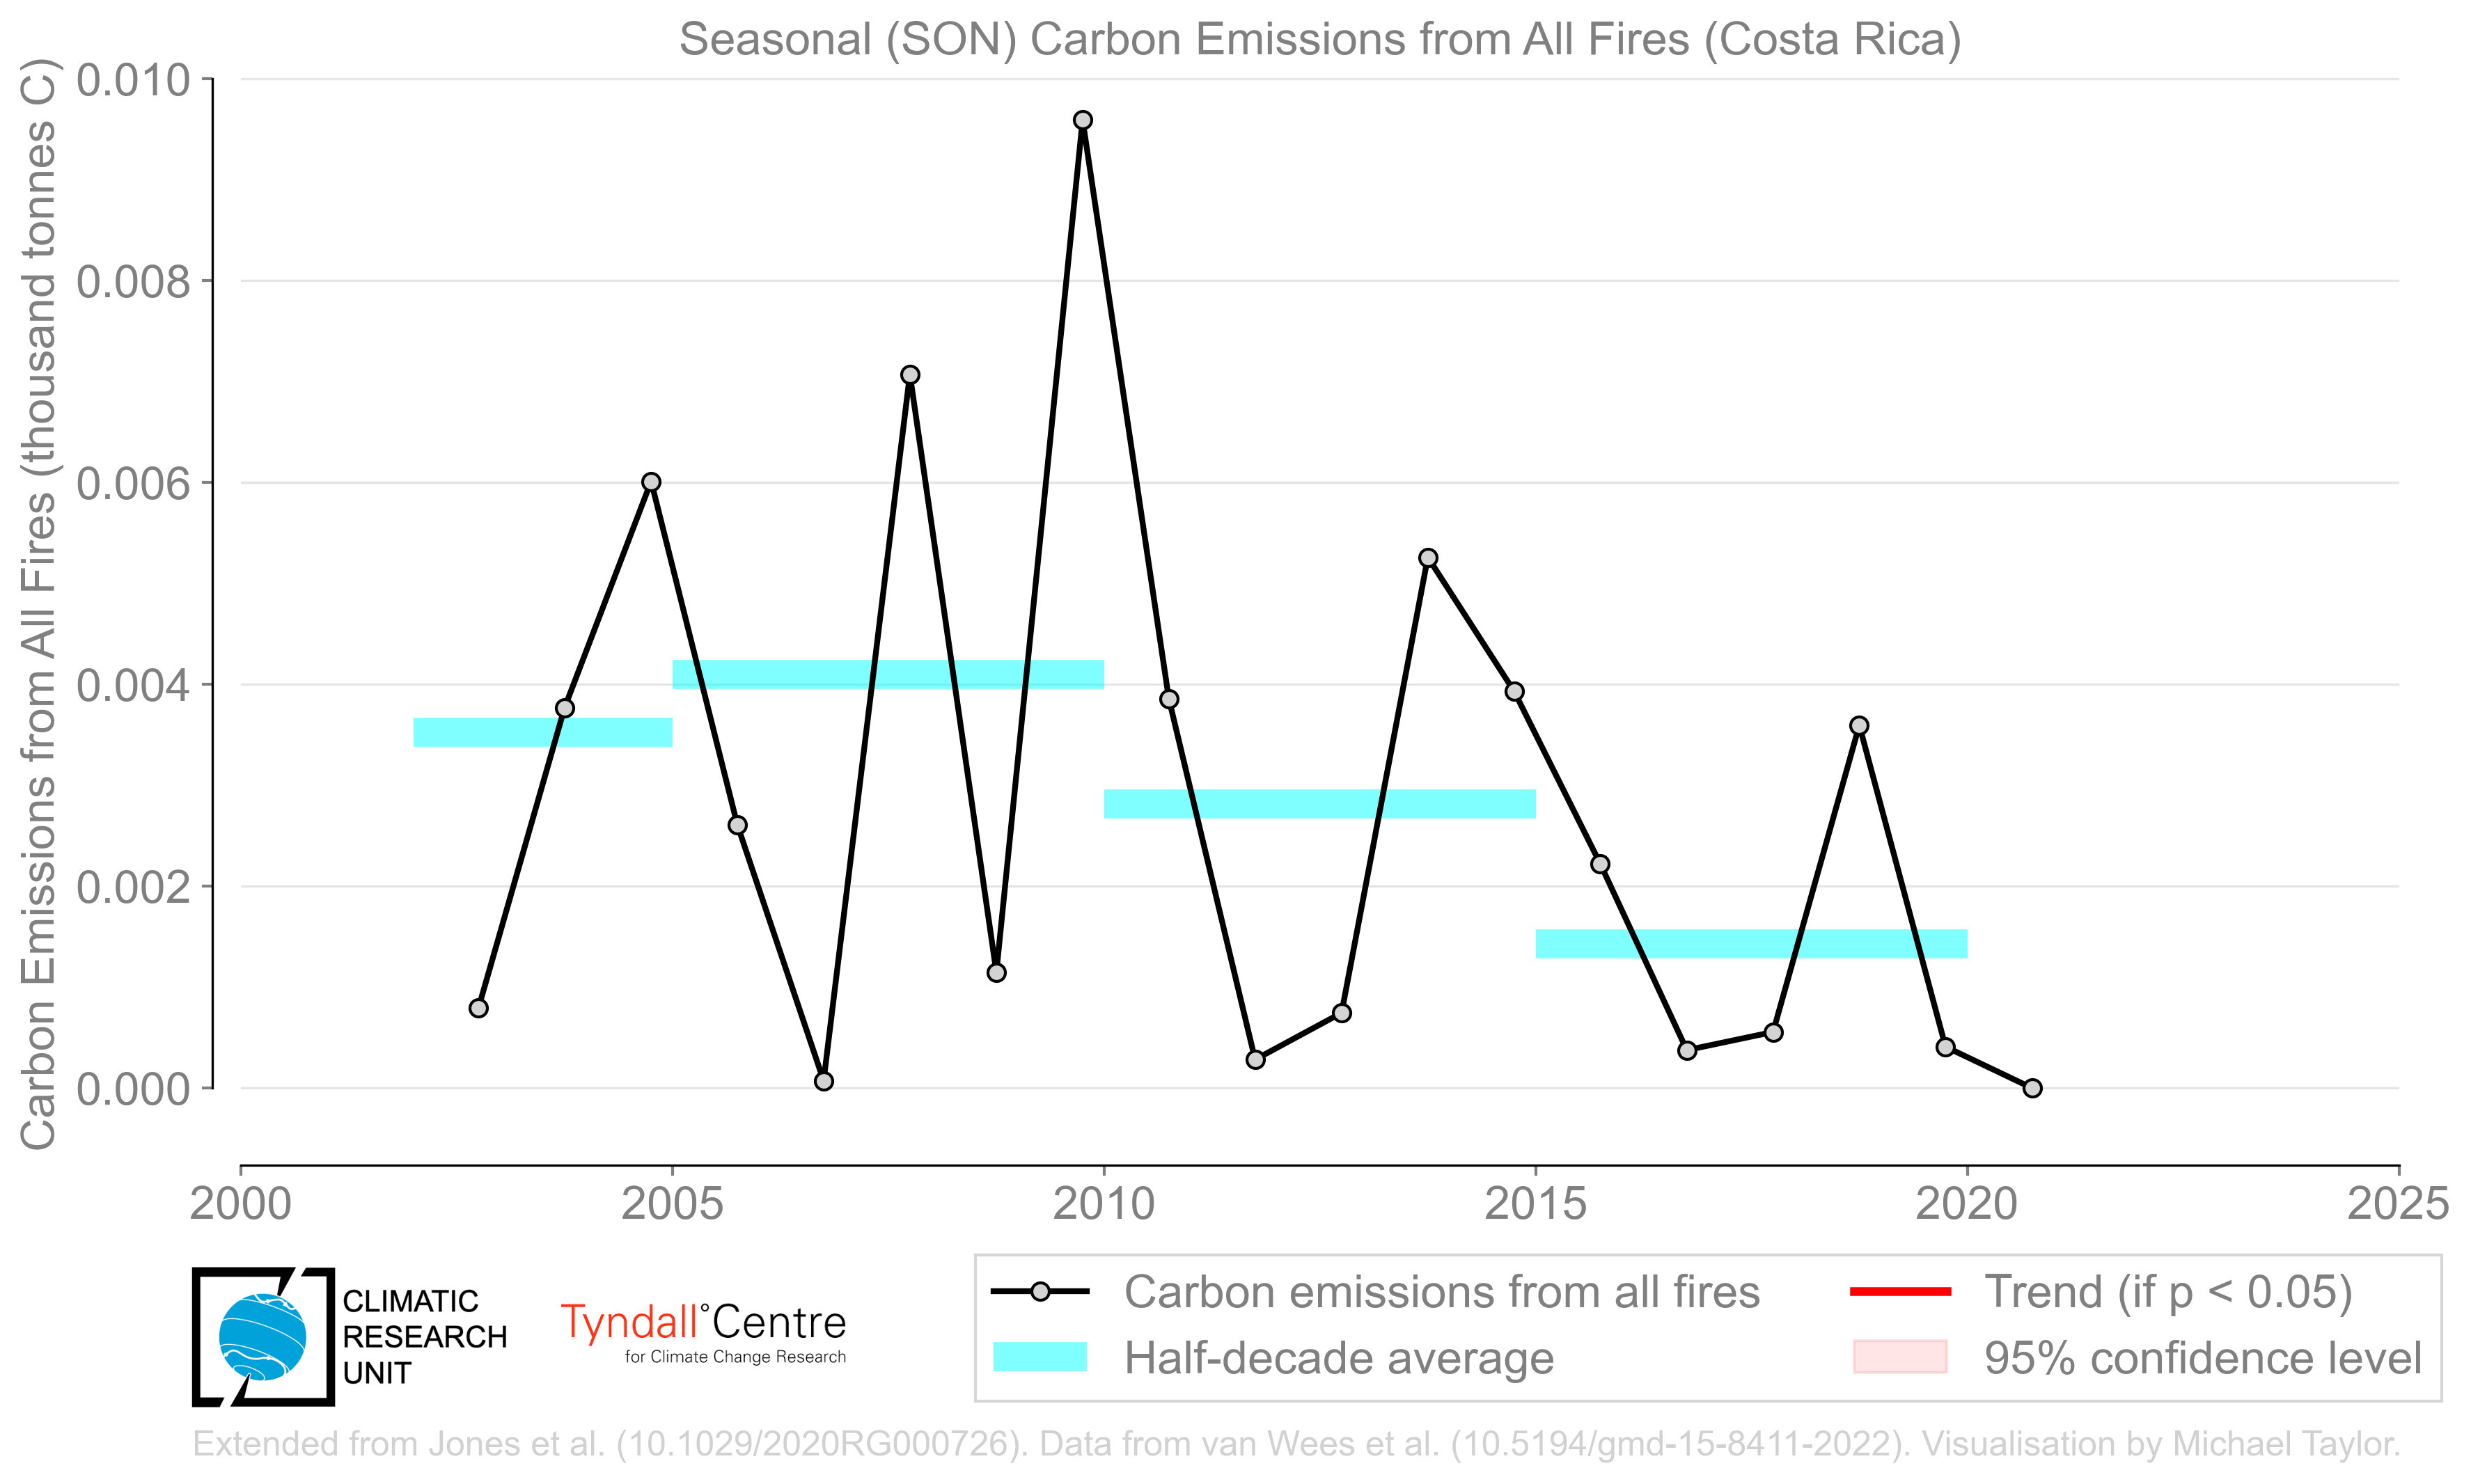 Seasonal (SON) Carbon Emissions from All Fires (Costa Rica)
Carbon Emissions from All Fires (thousand tonnes C)
0.010
0.008
0.006
0.004
0.002
0.000
2000
2005
2010
2015
2020
2025
CLIMATIC
RESEARCH
UNIT
Tyndall°Centre
for Climate Change Research
Carbon emissions from all fires
Half-decade average
Trend (if p < 0.05)
95% confidence level
Extended from Jones et al. (10.1029/2020RG000726). Data from van Wees et al. (10.5194/gmd-15-8411-2022). Visualisation by Michael Taylor.